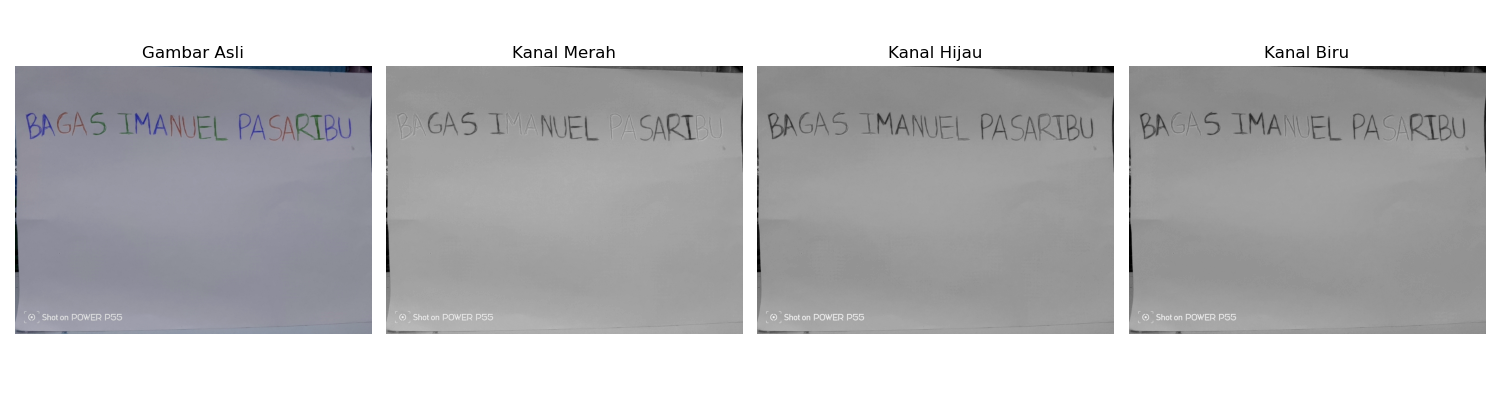 Gambar Asli
BAGAS IMANUEL PASARIBU
Shot on POWER P55
Kanal Merah
BAGAS IMANUEL PASARIBU
Shot on POWER P55
Kanal Hijau
BAGAS IMANUEL PASARIBU
Shot on POWER P55
Kanal Biru
BAGAS IMANUEL PASARIBU
Shot on POWER P55